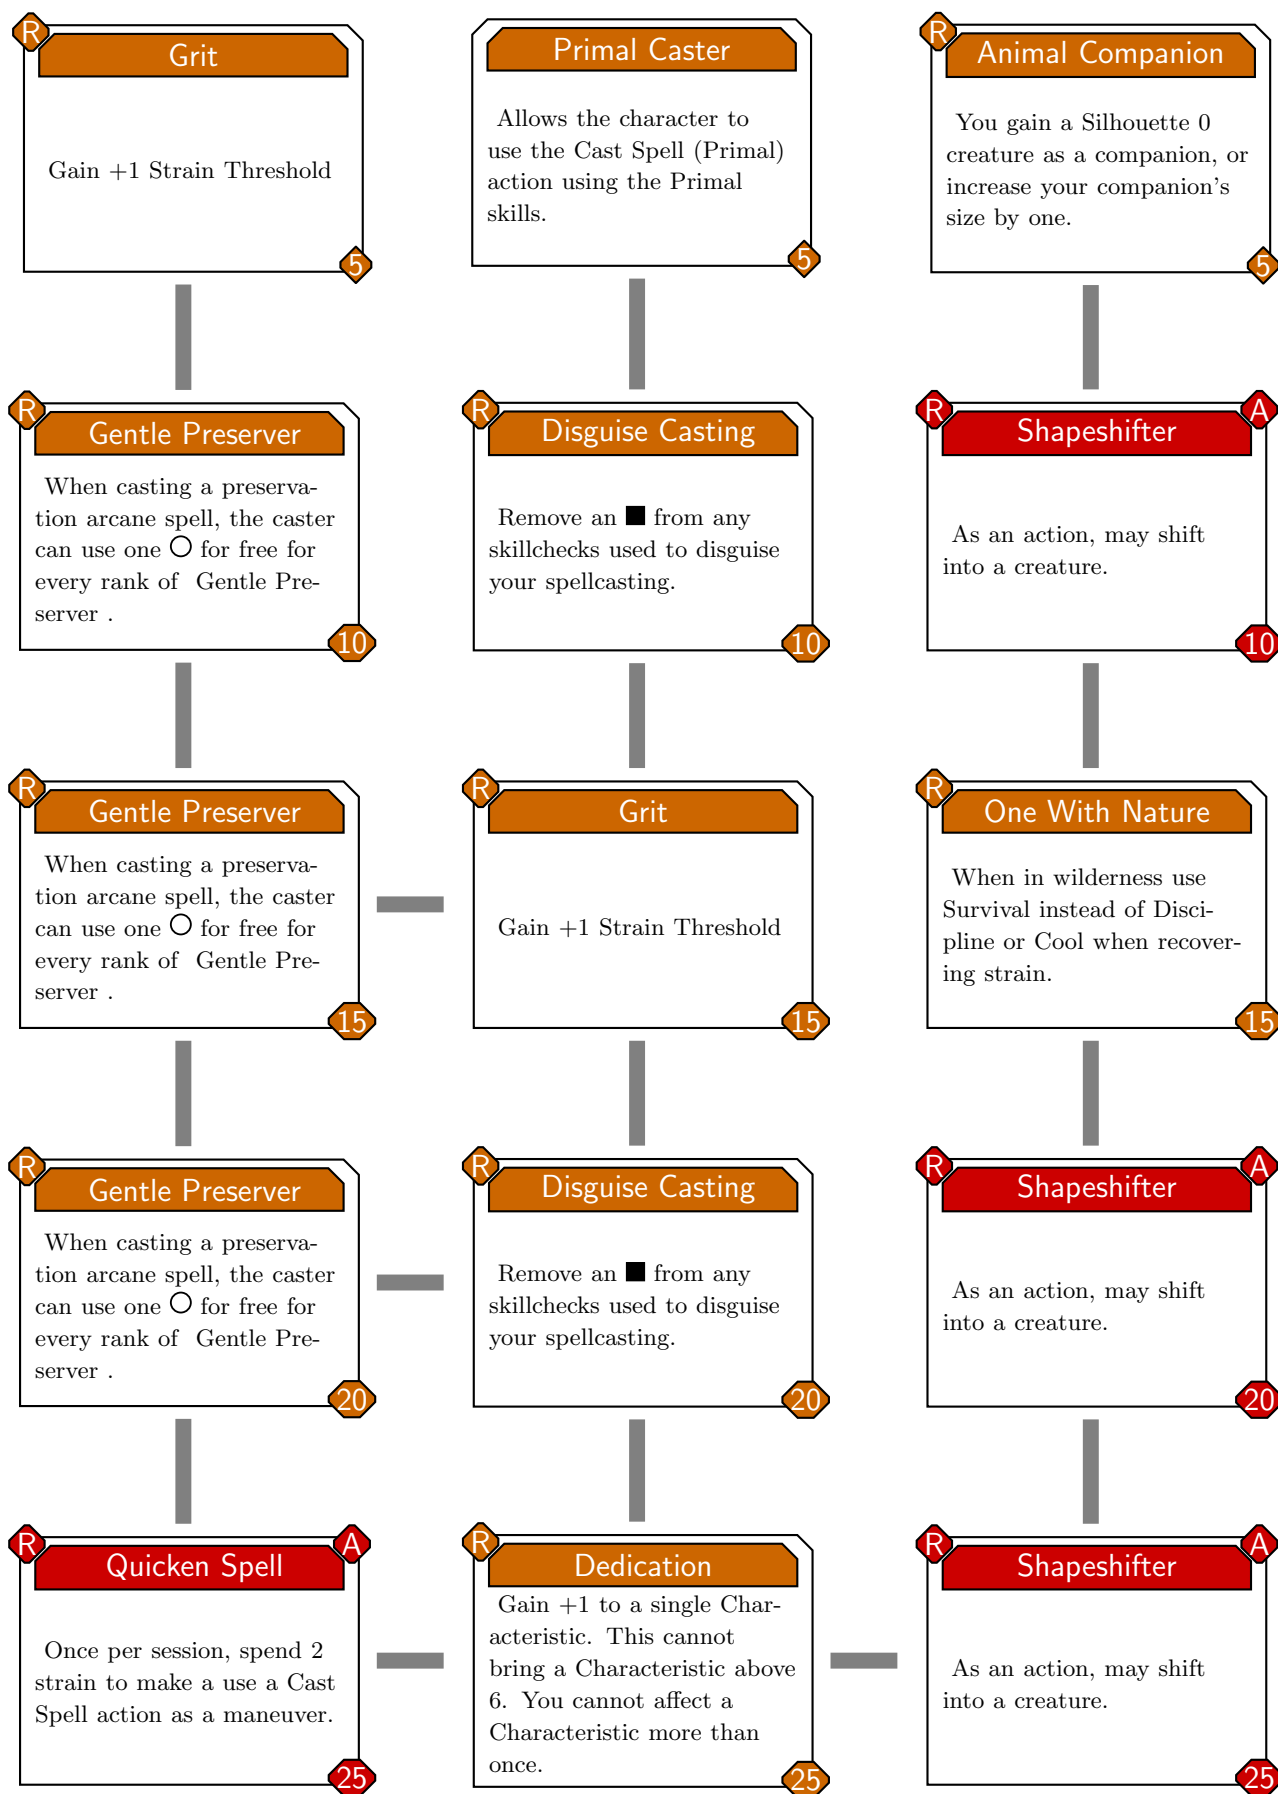 R
Grit
Gain +1 Strain Threshold
5
Primal Caster
Allows the character to
use the Cast Spell (Primal)
action using the Primal
skills.
5
R
Animal Companion
You gain a Silhouette 0
creature as a companion, or
increase your companion's
size by one.
5
R
Gentle Preserver
When casting a preserva-
tion arcane spell, the caster
can use one for free for
every rank of Gentle Pre-
server .
10
R
Disguise Casting
Remove an ■ from any
skillchecks used to disguise
your spellcasting.
10
R
A
Shapeshifter
As an action, may shift
into a creature.
10
R
Gentle Preserver
When casting a preserva-
tion arcane spell, the caster
can use one for free for
every rank of Gentle Pre-
server .
15
R
Grit
Gain +1 Strain Threshold
15
R
One With Nature
When in wilderness use
Survival instead of Disci-
pline or Cool when recover-
ing strain.
15
R
Gentle Preserver
When casting a preserva-
tion arcane spell, the caster
can use one for free for
every rank of Gentle Pre-
server .
20
R
Disguise Casting
Remove an ■ from any
skillchecks used to disguise
your spellcasting.
20
R
A
Shapeshifter
As an action, may shift
into a creature.
20
R
A
Quicken Spell
Once per session, spend 2
strain to make a use a Cast
Spell action as a maneuver.
25
R
Dedication
Gain +1 to a single Char-
acteristic. This cannot
bring a Characteristic above
6. You cannot affect a
Characteristic more than
once.
25
R
A
Shapeshifter
As an action, may shift
into a creature.
25